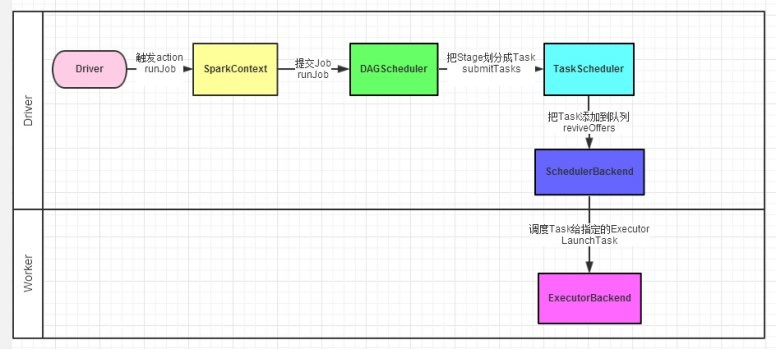 Driver
Driver
触发action
runJob
SparkContext
提交Job
runJob
DAGScheduler
把Stage划分成Task
submitTasks
TaskScheduler
把Task添加到队列
reviveOffers
SchedulerBackend
调度Task给指定的Executor
LaunchTask
Worker
ExecutorBackend